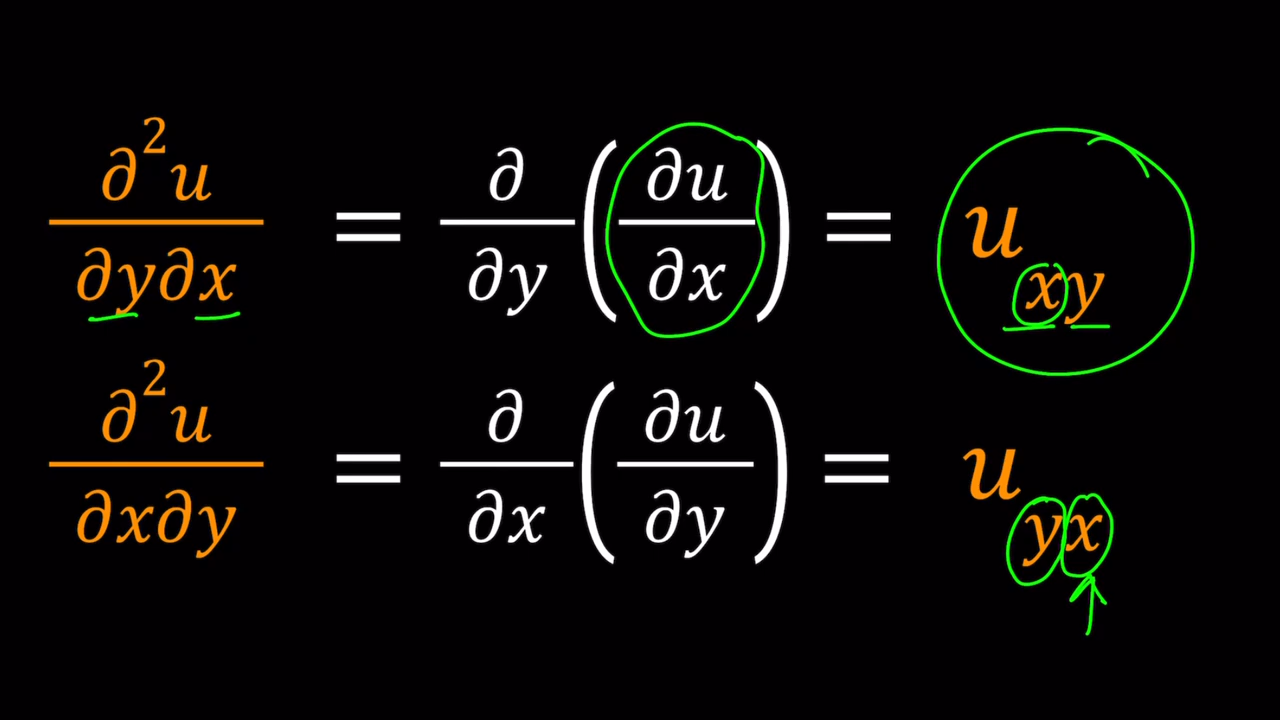 ∂²u/∂y∂x = ∂/∂y (∂u/∂x) = u_xy
∂²u/∂x∂y = ∂/∂x (∂u/∂y) = u_yx